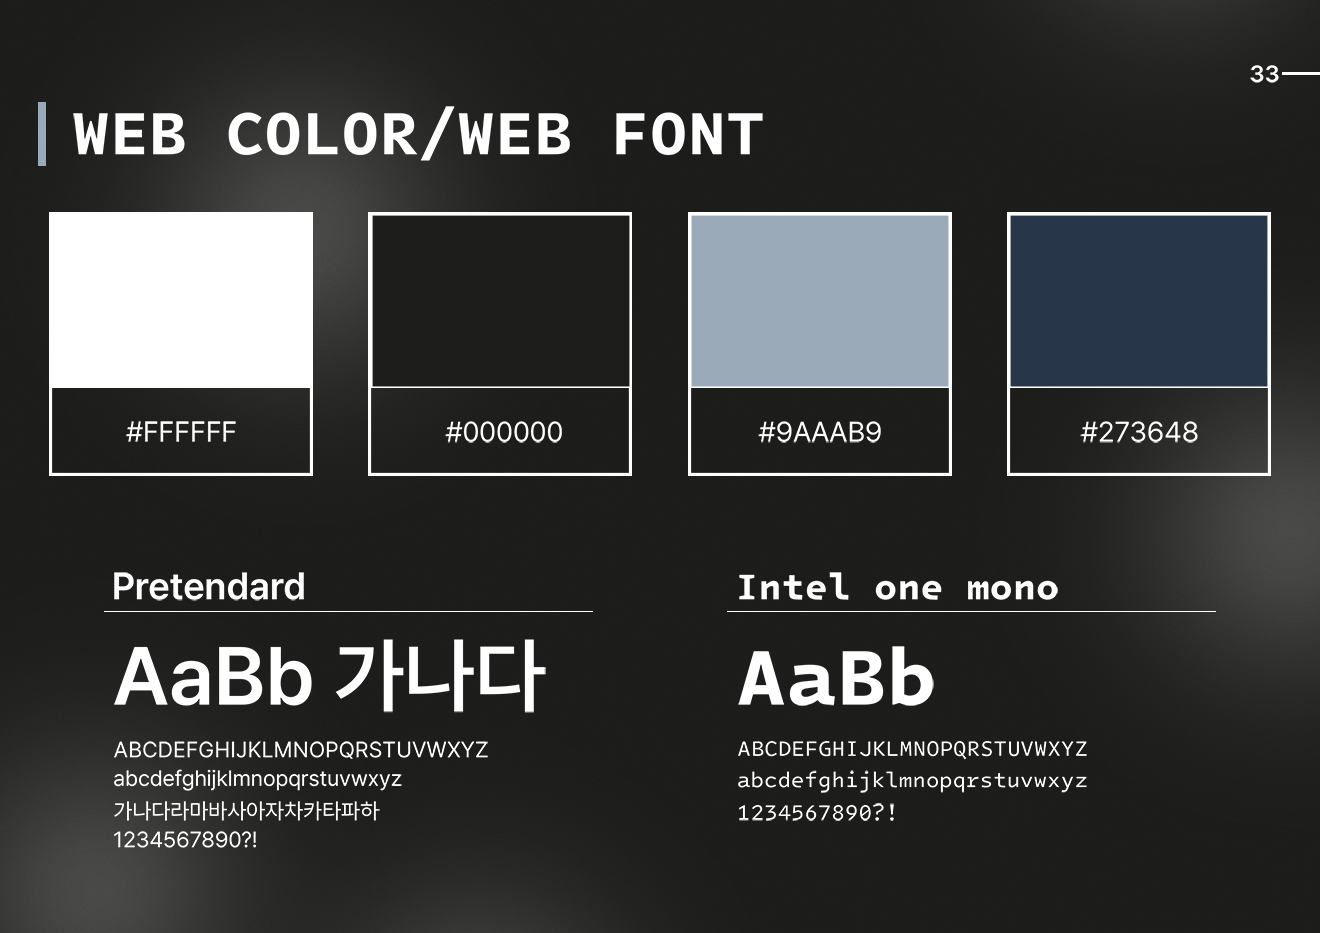 33
WEB COLOR/WEB FONT
#FFFFFF
#000000
#9AAAB9
#273648
Pretendard
AaBb 가나다
ABCDEFGHIJKLMNOPQRSTUVWXYZ
abcdefghijklmnopqrstuvwxyz
가나다라마바사아자차카타파하
1234567890?!
Intel one mono
AaBb
ABCDEFGHIJKLMNOPQRSTUVWXYZ
abcdefghijklmnopqrstuvwxyz
1234567890?!